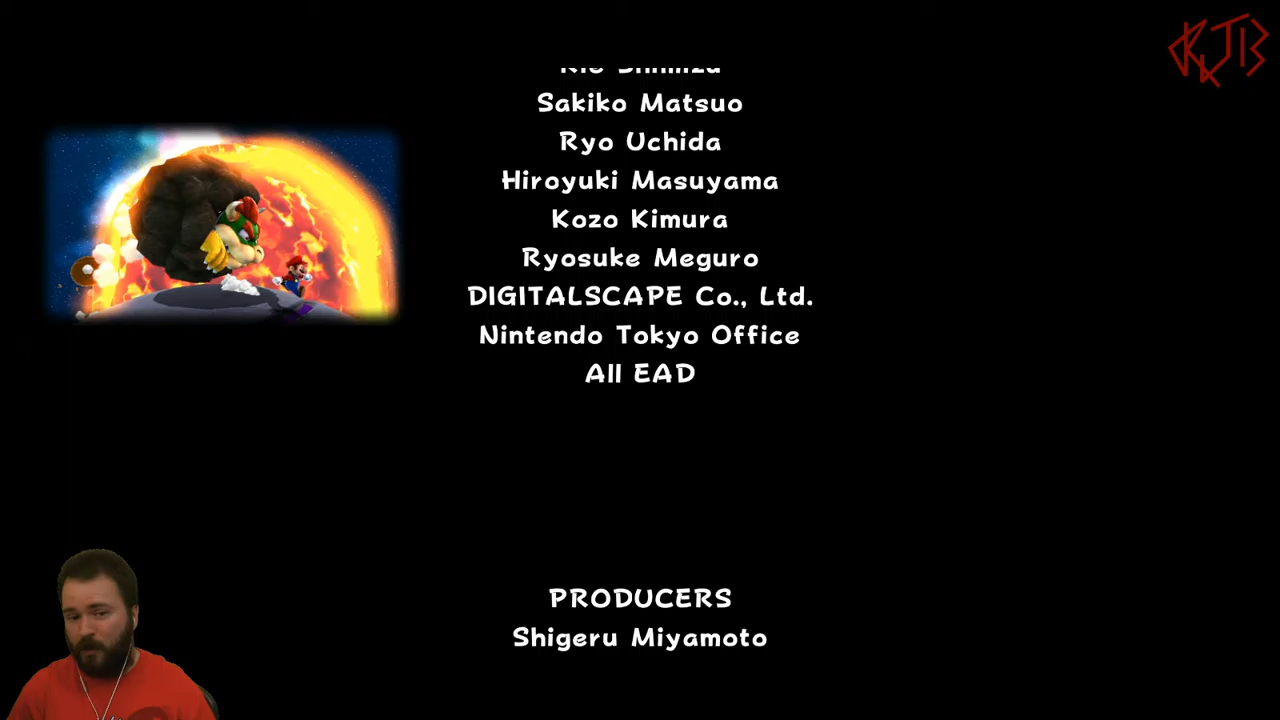 KJB
Sakiko Matsuo
Ryo Uchida
Hiroyuki Masuyama
Kozo Kimura
Ryosuke Meguro
DIGITALSCAPE Co., Ltd.
Nintendo Tokyo Office
All EAD
PRODUCERS
Shigeru Miyamoto